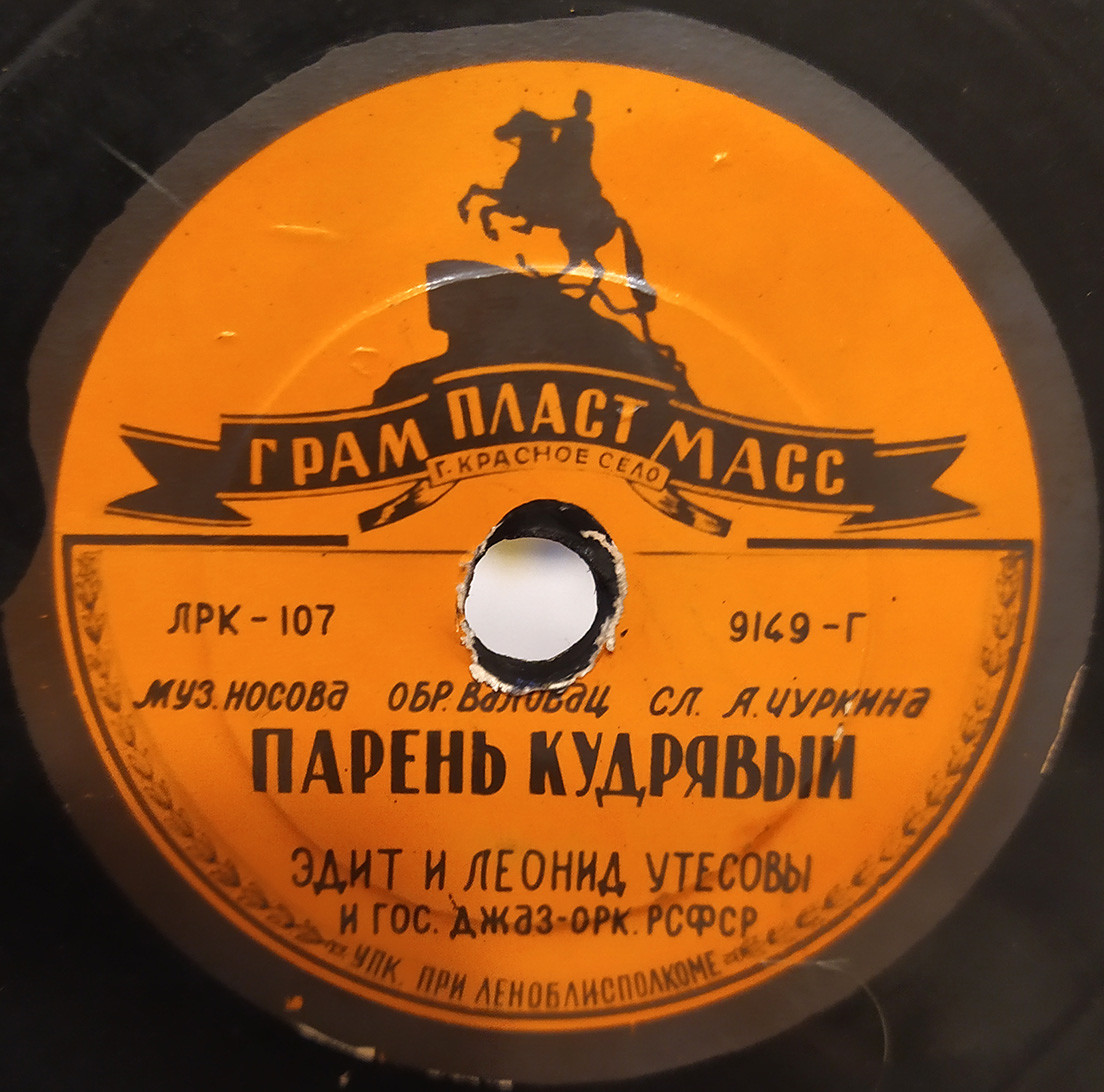 ГРАМ ПЛАСТ МАСС
Г. КРАСНОЕ СЕЛО
ЛРК - 107 9149 - Г
МУЗ. НОСОВА ОБР. ВАЛОВАЦ СЛ. А. ЧУРКИНА
ПАРЕНЬ КУДРЯВЫЙ
ЭДИТ И ЛЕОНИД УТЕСОВЫ
И ГОС. ДЖАЗ-ОРК. РСФСР
УПК. ПРИ ЛЕНОБЛИСПОЛКОМЕ